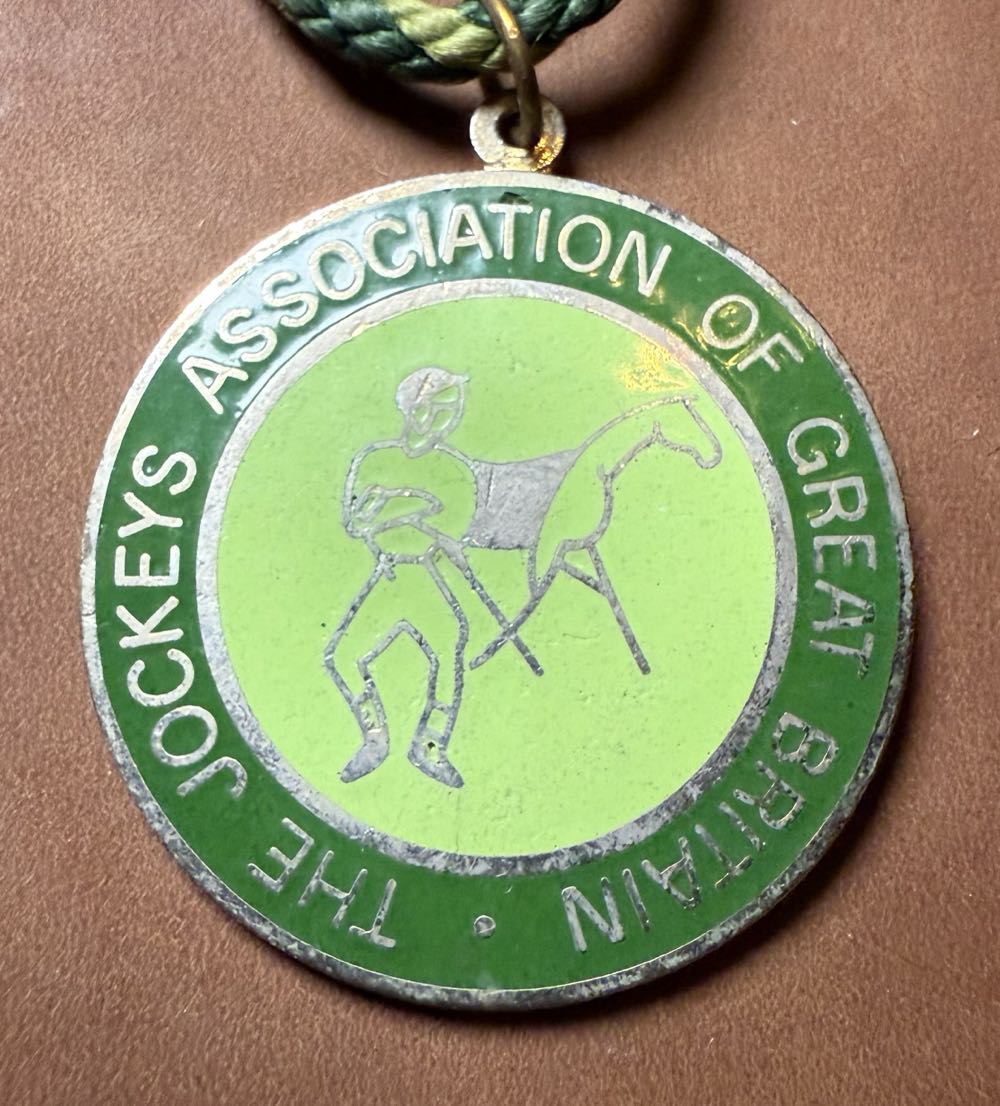 THE JOCKEYS ASSOCIATION OF GREAT BRITAIN •